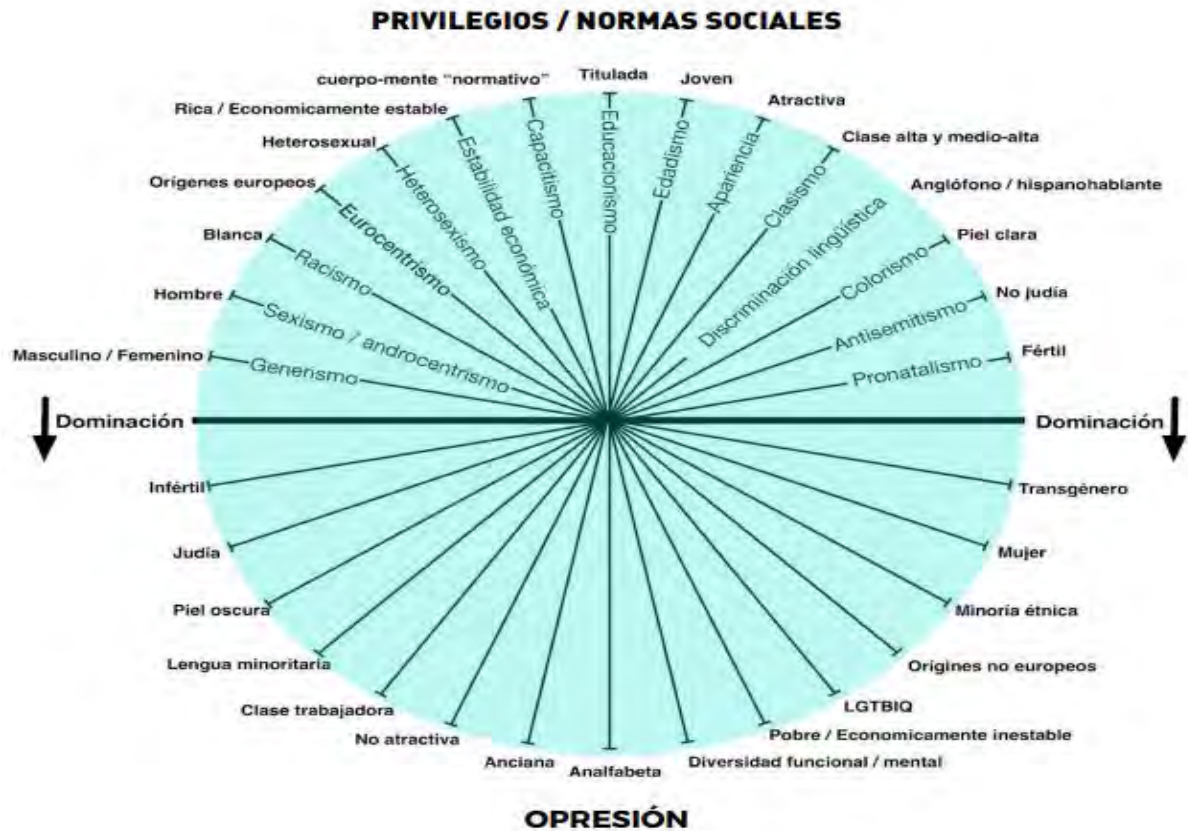 PRIVILEGIOS / NORMAS SOCIALES
cuerpo-mente "normativo"
Titulada
Joven
Rica / Economicamente estable
Atractiva
Heterosexual
Clase alta y medio-alta
Orígenes europeos
Anglófono / hispanohablante
Blanca
Piel clara
Hombre
No judía
Masculino / Femenino
Fértil
Generismo
Sexismo / androcentrismo
Racismo
Eurocentrismo
Heterosexismo
Estabilidad económica
Capacitismo
Educacionismo
Edadismo
Apariencia
Clasismo
Discriminación lingüística
Colorismo
Antisemitismo
Pronatalismo
Dominación
Dominación
Infértil
Transgénero
Judía
Mujer
Piel oscura
Minoría étnica
Lengua minoritaria
Orígines no europeos
Clase trabajadora
LGTBIQ
No atractiva
Pobre / Economicamente inestable
Anciana
Analfabeta
Diversidad funcional / mental
OPRESIÓN